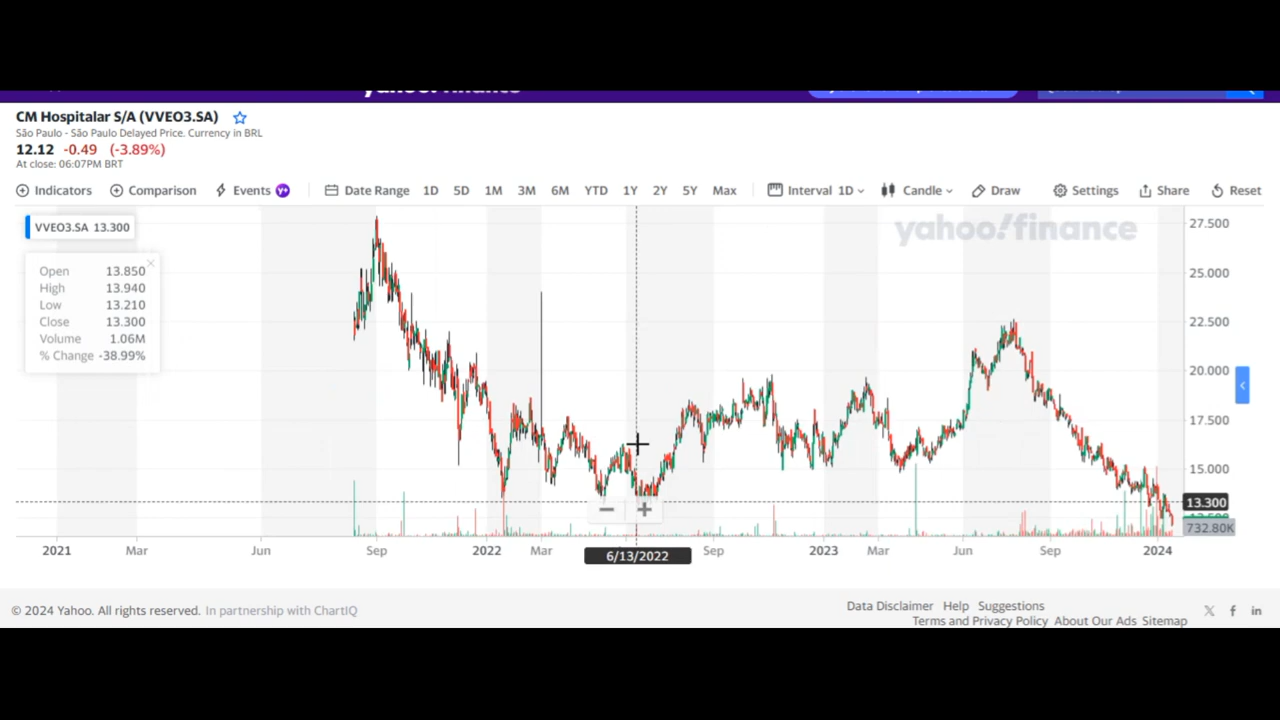 CM Hospitalar S/A (VVEO3.SA)
São Paulo - São Paulo Delayed Price. Currency in BRL
12.12 -0.49 (-3.89%)
At close: 06:07PM BRT
Indicators Comparison Events Y+ Date Range 1D 5D 1M 3M 6M YTD 1Y 2Y 5Y Max Interval 1D Candle Draw Settings Share Reset
VVEO3.SA 13.300
yahoo!finance
Open 13.850
High 13.940
Low 13.210
Close 13.300
Volume 1.06M
% Change -38.99%
27.500
25.000
22.500
20.000
17.500
15.000
13.300
732.80K
2021 Mar Jun Sep 2022 Mar 6/13/2022 Sep 2023 Mar Jun Sep 2024
© 2024 Yahoo. All rights reserved. In partnership with ChartIQ
Data Disclaimer Help Suggestions
Terms and Privacy Policy About Our Ads Sitemap